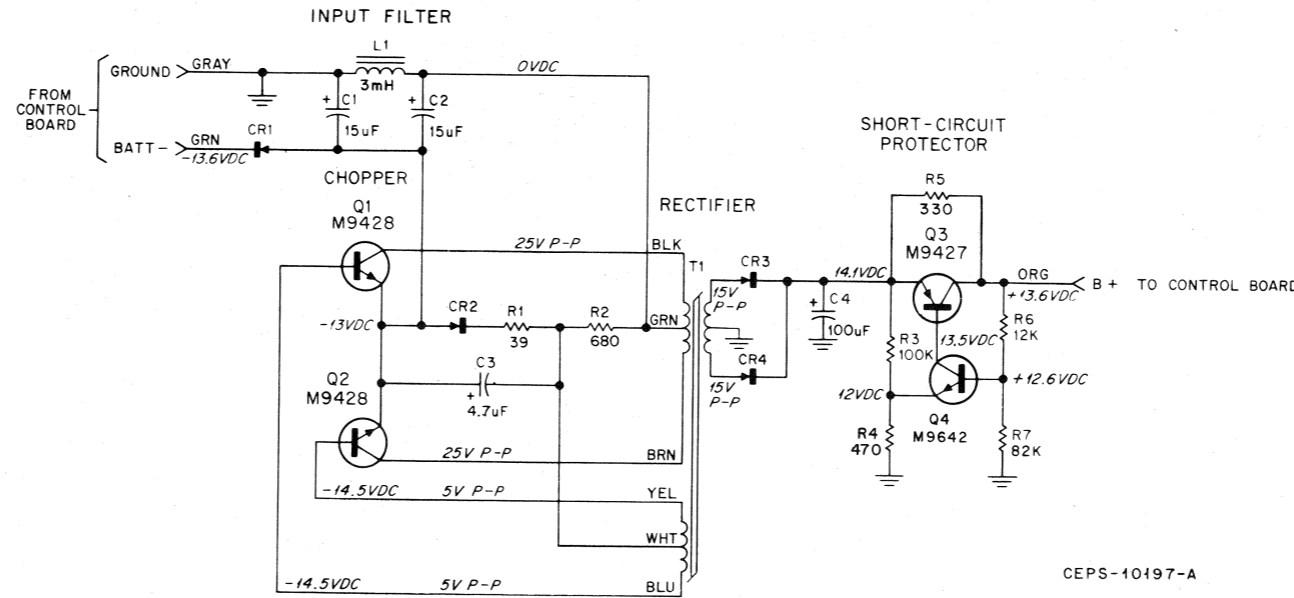 INPUT FILTER
L1
3mH
FROM
CONTROL
BOARD
GROUND
GRAY
0VDC
+
C1
15uF
+
C2
15uF
BATT-
GRN
-13.6VDC
CR1
CHOPPER
Q1
M9428
25V P-P
BLK
RECTIFIER
T1
-13VDC
CR2
R1
39
R2
680
GRN
C3
+
4.7uF
Q2
M9428
25V P-P
BRN
-14.5VDC
5V P-P
YEL
WHT
-14.5VDC
5V P-P
BLU
15V
P-P
CR3
CR4
15V
P-P
14.1VDC
+
C4
100uF
SHORT-CIRCUIT
PROTECTOR
R5
330
Q3
M9427
ORG
+13.6VDC
B+ TO CONTROL BOARD
R3
100K
13.5VDC
R6
12K
+12.6VDC
12VDC
Q4
M9642
R4
470
R7
82K
CEPS-10197-A